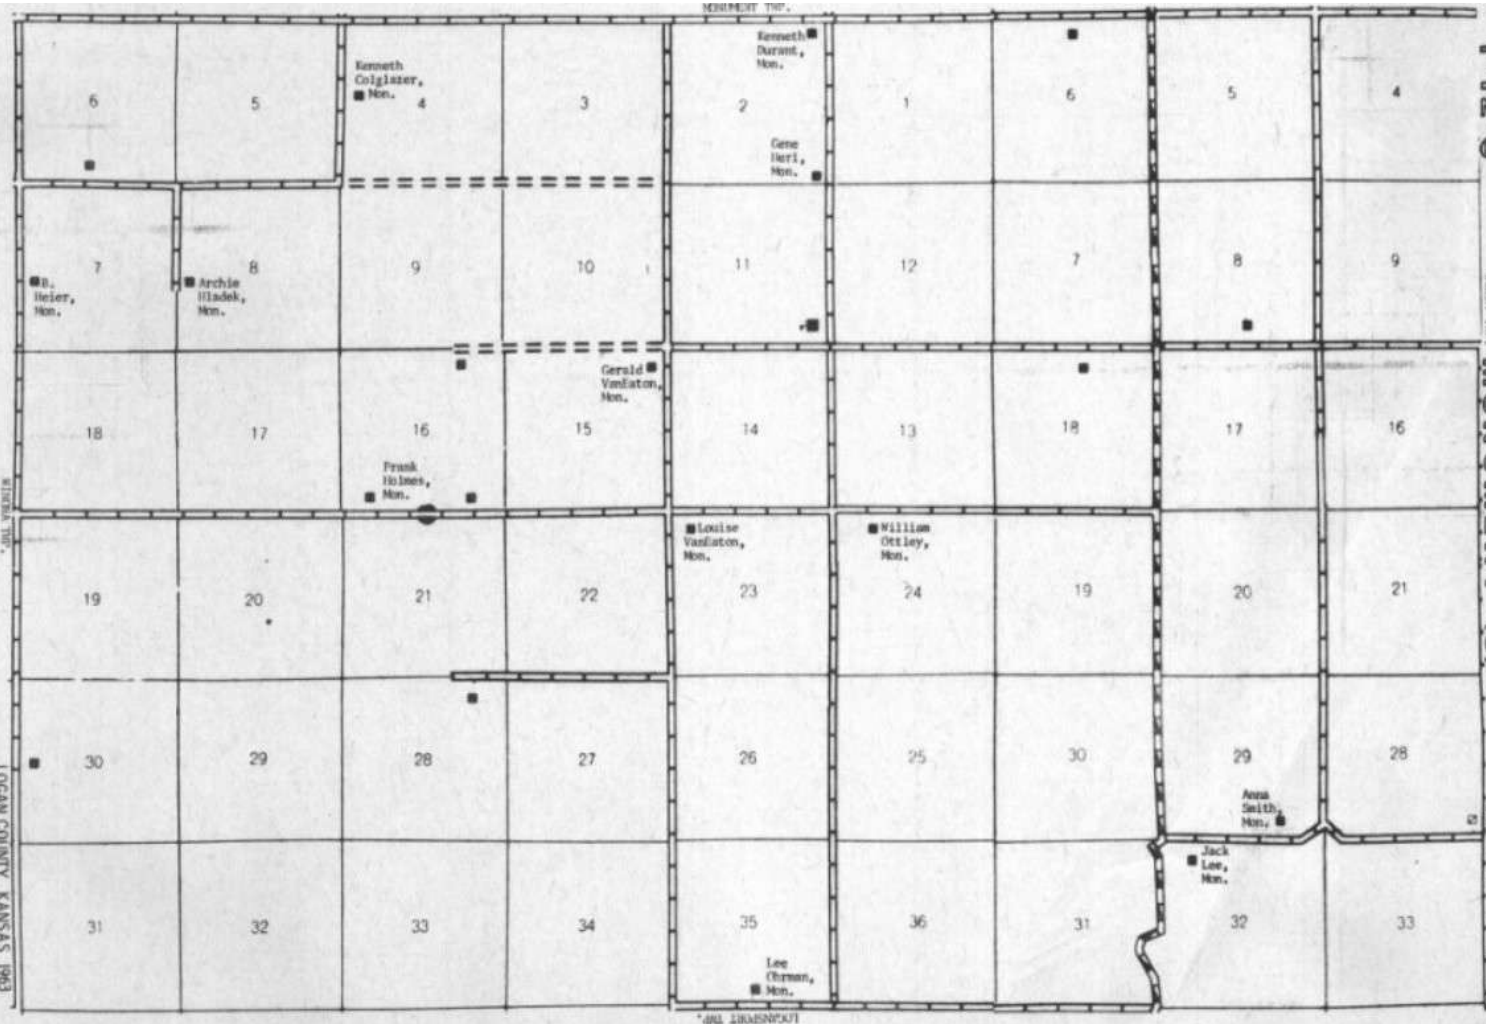 MONUMENT TWP.
Kenneth
Durant,
Mon.
Kenneth
Colglazer,
Mon.
6
5
4
3
2
1
6
5
4
Gene
Neri,
Mon.
7
8
9
10
11
12
7
8
9
Archie
Hladek,
Mon.
Heier,
Mon.
Gerald
VanEaton,
Mon.
18
17
16
15
14
13
18
17
16
Frank
Holmes,
Mon.
Louise
VanEaton,
Mon.
William
Ottley,
Mon.
19
20
21
22
23
24
19
20
21
30
29
28
27
26
25
30
29
28
Anna
Smith,
Mon.
Jack
Lee,
Mon.
31
32
33
34
35
36
31
32
33
Lee
Ohrman,
Mon.
LOGANSPORT TWP.
LOGAN COUNTY KANSAS 1963